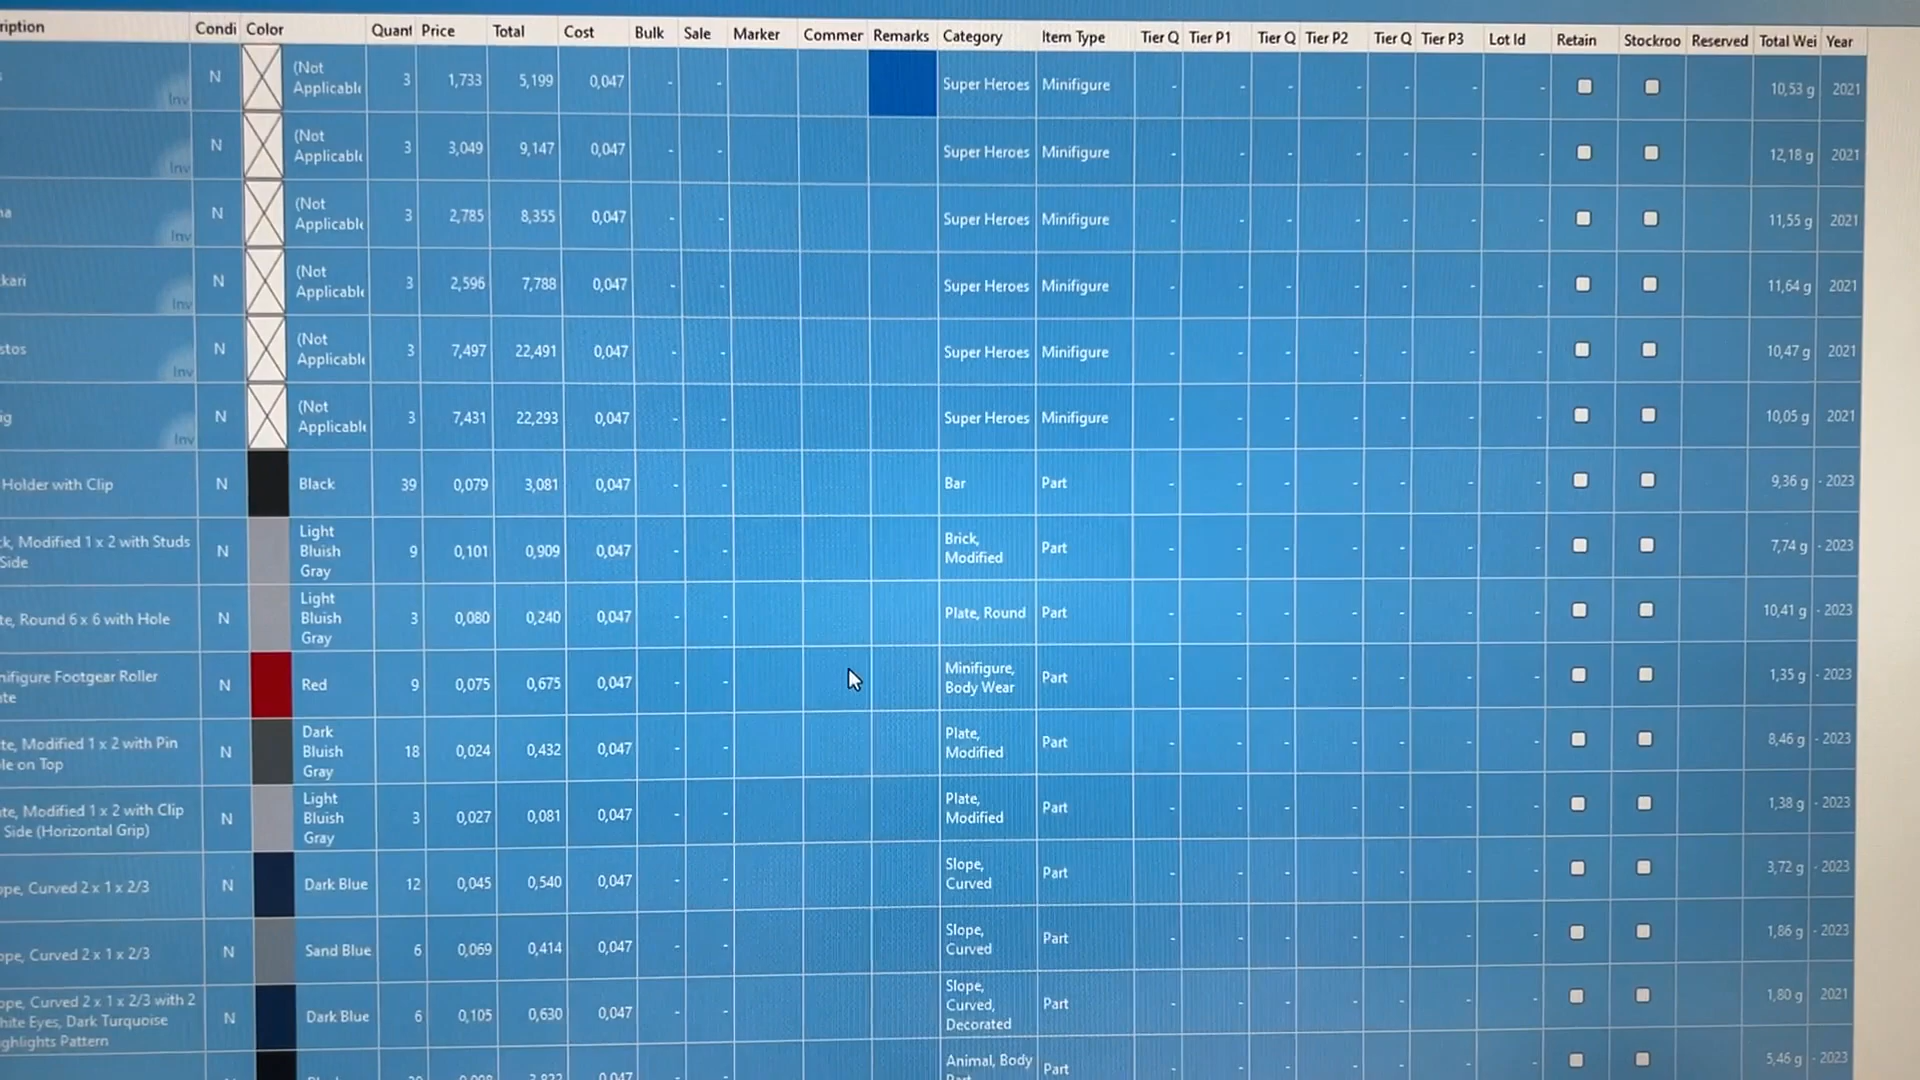 ription Condi Color Quant Price Total Cost Bulk Sale Marker Commer Remarks Category Item Type Tier Q Tier P1 Tier Q Tier P2 Tier Q Tier P3 Lot Id Retain Stockroo Reserved Total Wei Year
s Inv N (Not Applicable 3 1,733 5,199 0,047 - - Super Heroes Minifigure - - - - - - - 10,53 g 2021
Inv N (Not Applicable 3 3,049 9,147 0,047 - - Super Heroes Minifigure - - - - - - - 12,18 g 2021
na Inv N (Not Applicable 3 2,785 8,355 0,047 - - Super Heroes Minifigure - - - - - - - 11,55 g 2021
kari Inv N (Not Applicable 3 2,596 7,788 0,047 - - Super Heroes Minifigure - - - - - - - 11,64 g 2021
stos Inv N (Not Applicable 3 7,497 22,491 0,047 - - Super Heroes Minifigure - - - - - - - 10,47 g 2021
ig Inv N (Not Applicable 3 7,431 22,293 0,047 - - Super Heroes Minifigure - - - - - - - 10,05 g 2021
Holder with Clip N Black 39 0,079 3,081 0,047 - - Bar Part - - - - - - - 9,36 g - 2023
ck, Modified 1 x 2 with Studs Side N Light Bluish Gray 9 0,101 0,909 0,047 - - Brick, Modified Part - - - - - - - 7,74 g - 2023
te, Round 6 x 6 with Hole N Light Bluish Gray 3 0,080 0,240 0,047 - - Plate, Round Part - - - - - - - 10,41 g - 2023
nifigure Footgear Roller te N Red 9 0,075 0,675 0,047 - - Minifigure, Body Wear Part - - - - - - - 1,35 g - 2023
te, Modified 1 x 2 with Pin le on Top N Dark Bluish Gray 18 0,024 0,432 0,047 - - Plate, Modified Part - - - - - - - 8,46 g - 2023
te, Modified 1 x 2 with Clip Side (Horizontal Grip) N Light Bluish Gray 3 0,027 0,081 0,047 - - Plate, Modified Part - - - - - - - 1,38 g - 2023
ope, Curved 2 x 1 x 2/3 N Dark Blue 12 0,045 0,540 0,047 - - Slope, Curved Part - - - - - - - 3,72 g - 2023
ope, Curved 2 x 1 x 2/3 N Sand Blue 6 0,069 0,414 0,047 - - Slope, Curved Part - - - - - - - 1,86 g - 2023
ope, Curved 2 x 1 x 2/3 with 2 hite Eyes, Dark Turquoise ghlights Pattern N Dark Blue 6 0,105 0,630 0,047 - - Slope, Curved, Decorated Part - - - - - - - 1,80 g 2021
0,047 Animal, Body Part - - - - - - - 5,46 g - 2023